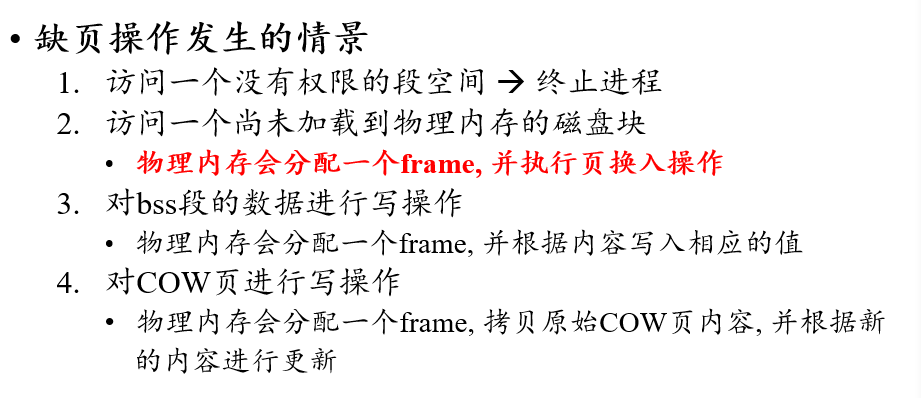 • 缺页操作发生的情景
1. 访问一个没有权限的段空间 → 终止进程
2. 访问一个尚未加载到物理内存的磁盘块
• 物理内存会分配一个frame, 并执行页换入操作
3. 对bss段的数据进行写操作
• 物理内存会分配一个frame, 并根据内容写入相应的值
4. 对COW页进行写操作
• 物理内存会分配一个frame, 拷贝原始COW页内容, 并根据新
的内容进行更新